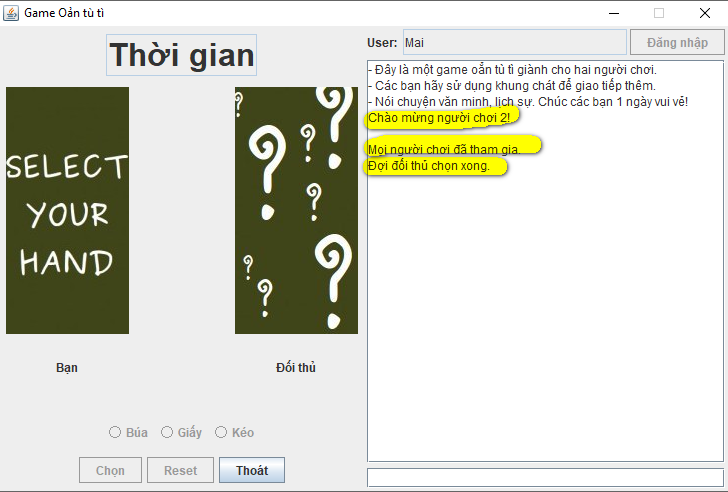 Game Oản tù tì
Thời gian
SELECT
YOUR
HAND
? ? ? ? ? ? ? ?
Bạn
Đối thủ
Búa Giấy Kéo
Chọn Reset Thoát
User: Mai Đăng nhập
- Đây là một game oẳn tù tì giành cho hai người chơi.
- Các bạn hãy sử dụng khung chát để giao tiếp thêm.
- Nói chuyện văn minh, lịch sự. Chúc các bạn 1 ngày vui vẻ!
Chào mừng người chơi 2!
Mọi người chơi đã tham gia.
Đợi đối thủ chọn xong.